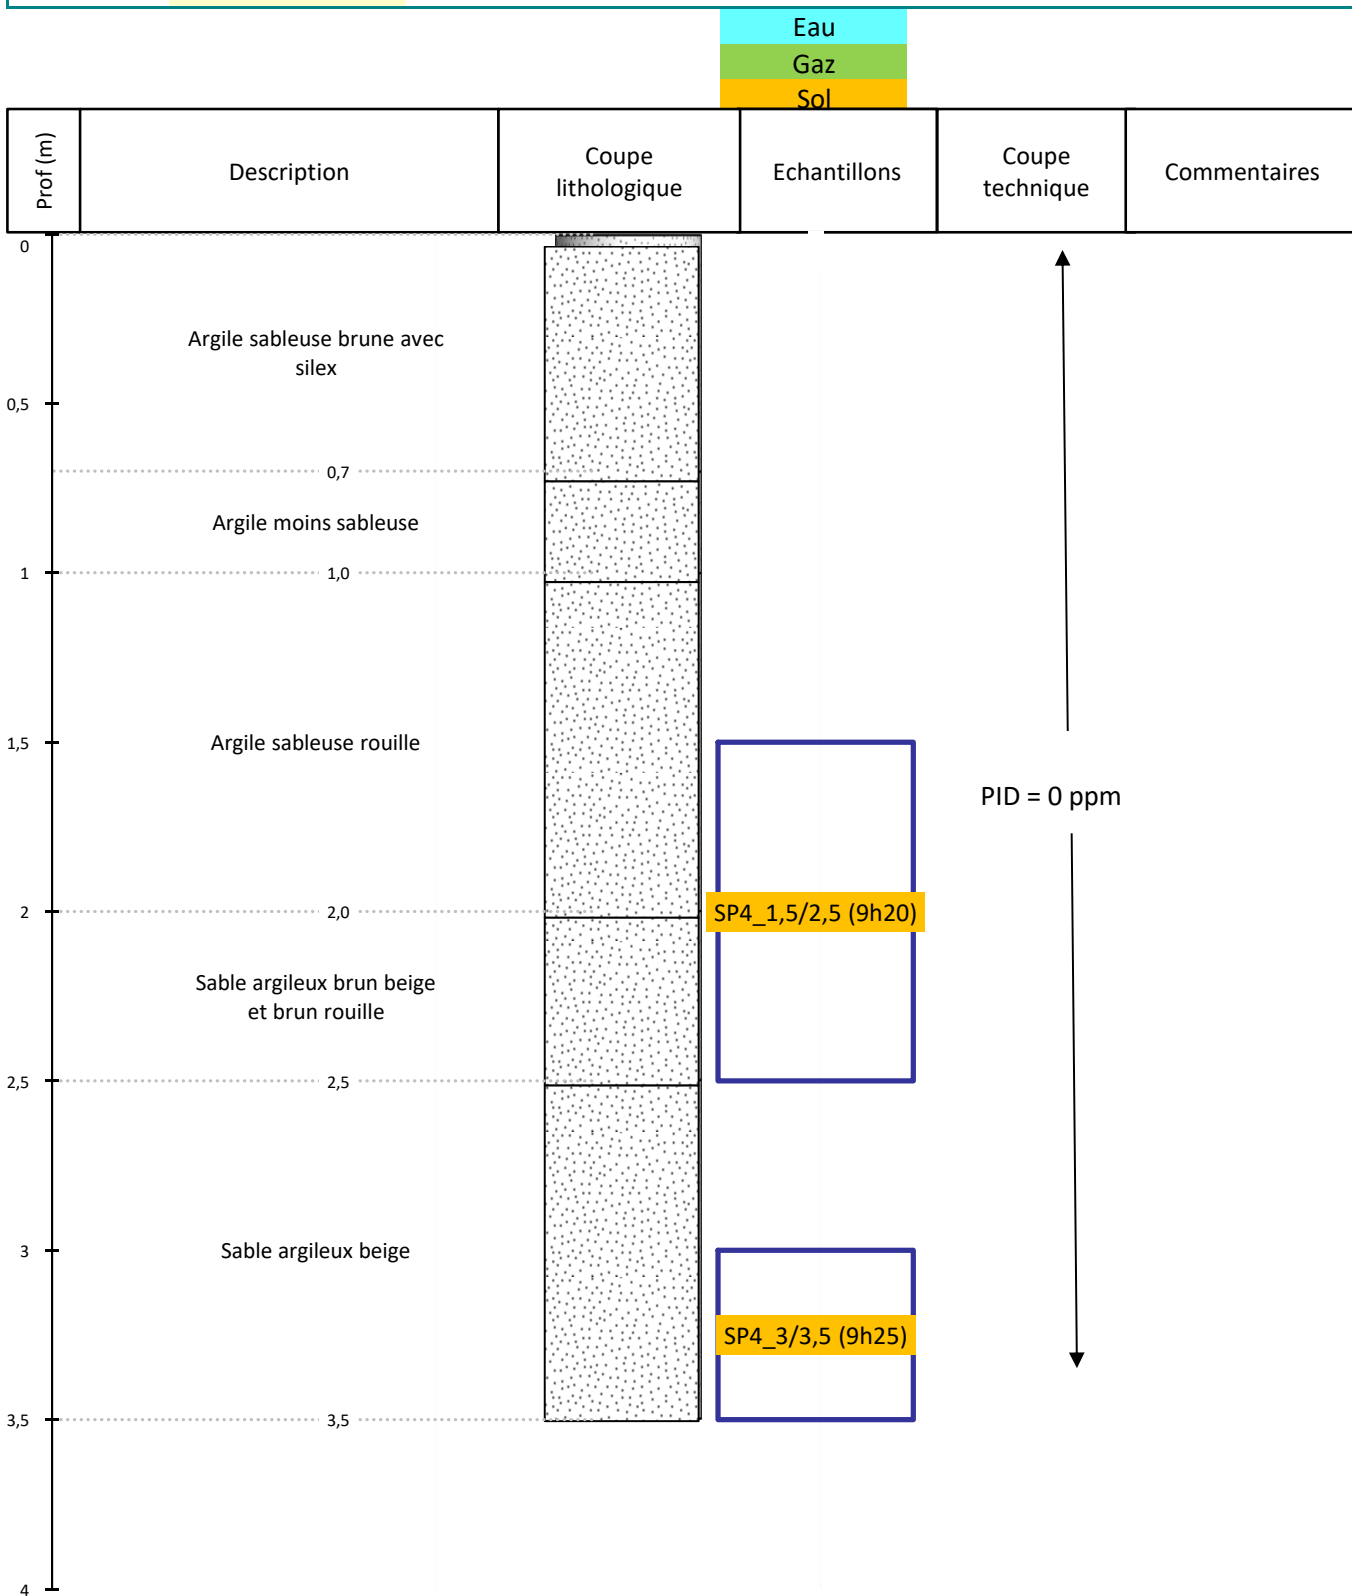 Eau
Gaz
Sol
Prof (m)
Description
Coupe
lithologique
Echantillons
Coupe
technique
Commentaires
0
Argile sableuse brune avec
silex
0,5
0,7
Argile moins sableuse
1
1,0
1,5
Argile sableuse rouille
PID = 0 ppm
2
2,0
SP4_1,5/2,5 (9h20)
Sable argileux brun beige
et brun rouille
2,5
2,5
3
Sable argileux beige
SP4_3/3,5 (9h25)
3,5
3,5
4